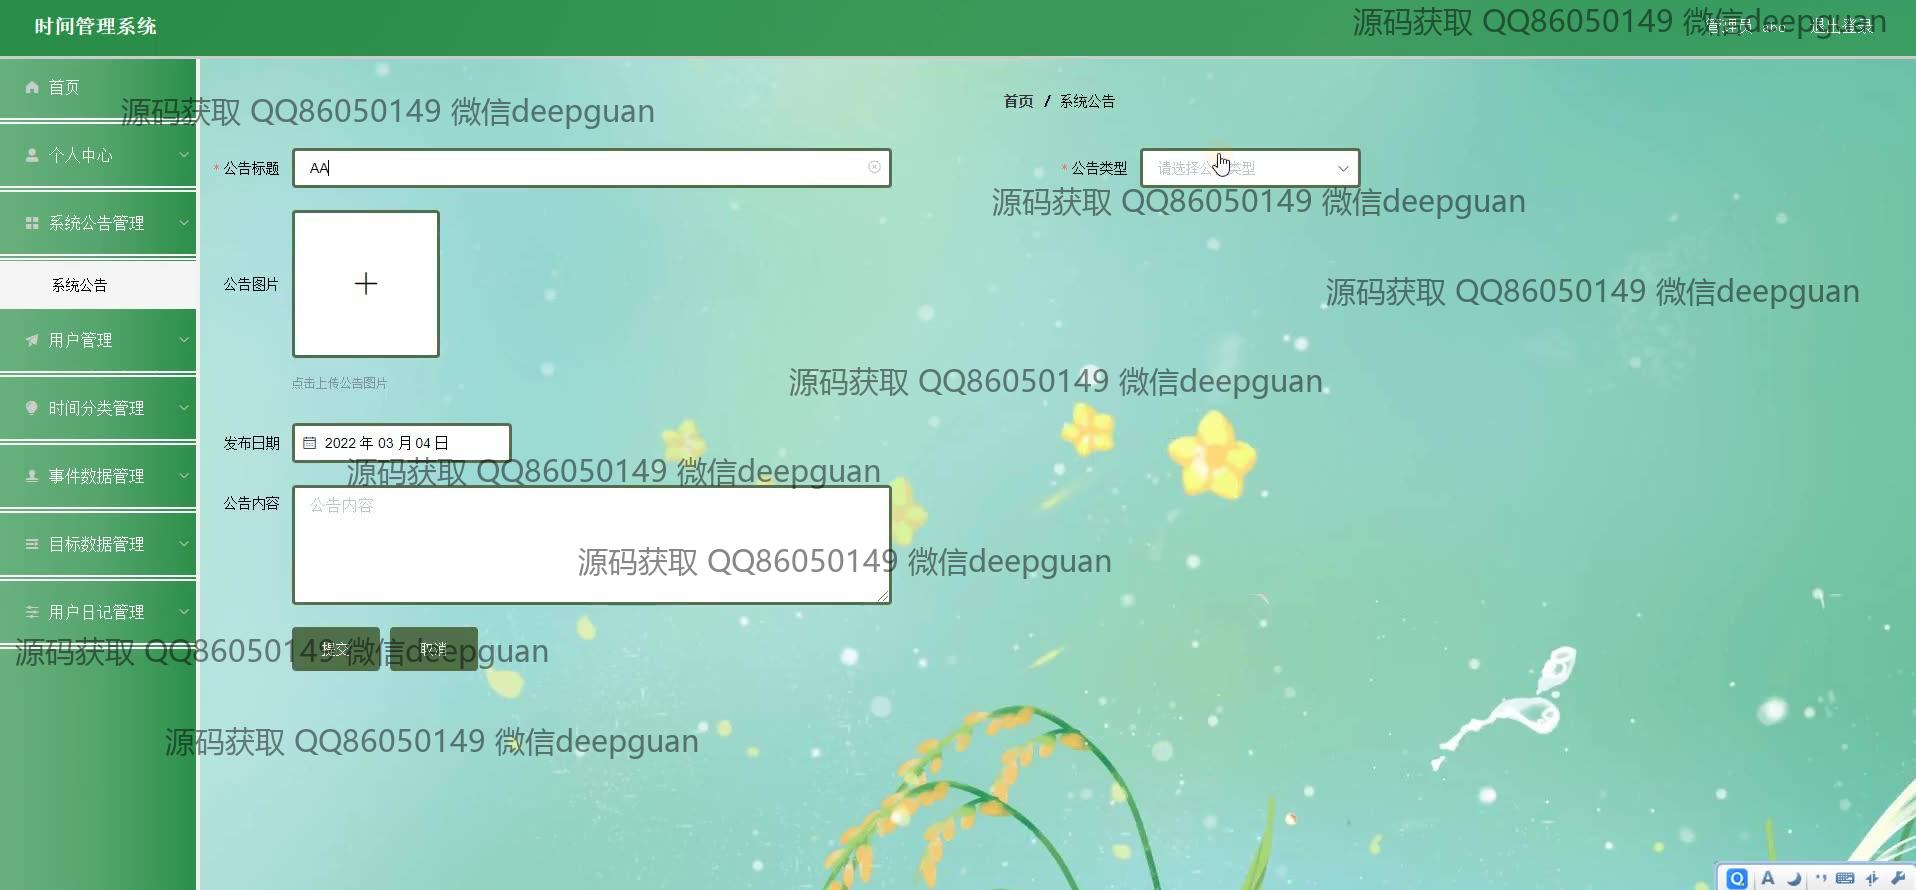 时间管理系统
源码获取 QQ86050149 微信deepguan
管理员 abo
退出登录
首页
源码获取 QQ86050149 微信deepguan
首页 / 系统公告
个人中心
* 公告标题
AA
* 公告类型
请选择公告类型
源码获取 QQ86050149 微信deepguan
系统公告管理
系统公告
公告图片
源码获取 QQ86050149 微信deepguan
用户管理
点击上传公告图片
源码获取 QQ86050149 微信deepguan
时间分类管理
发布日期
2022 年 03 月 04 日
事件数据管理
源码获取 QQ86050149 微信deepguan
公告内容
公告内容
目标数据管理
源码获取 QQ86050149 微信deepguan
用户日记管理
提交
取消
源码获取 QQ86050149 微信deepguan
源码获取 QQ86050149 微信deepguan